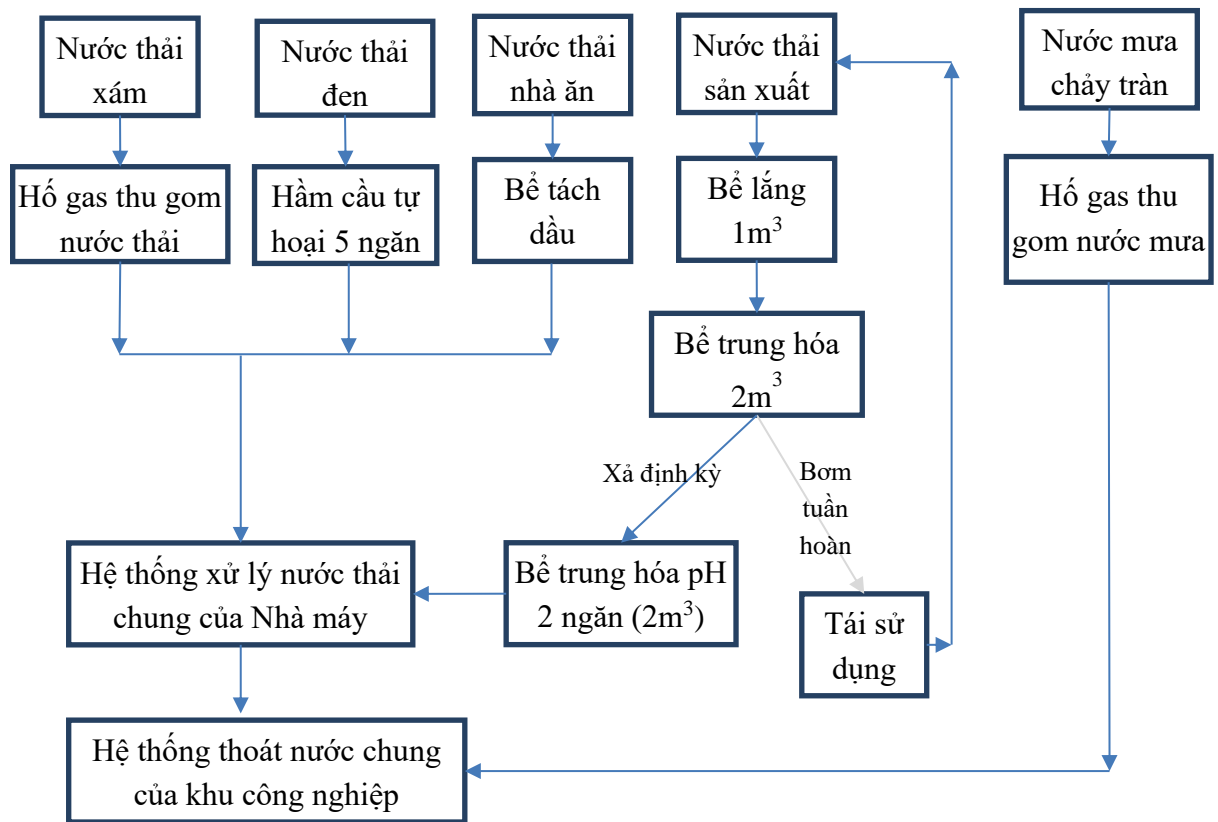 Nước thải
xám
Nước thải
đen
Nước thải
nhà ăn
Nước thải
sản xuất
Nước mưa
chảy tràn
Hố gas thu gom
nước thải
Hầm cầu tự
hoại 5 ngăn
Bể tách
dầu
Bể lắng
1m³
Hố gas thu
gom nước mưa
Bể trung hóa
2m³
Xả định kỳ
Bơm
tuần
hoàn
Hệ thống xử lý nước thải
chung của Nhà máy
Bể trung hóa pH
2 ngăn (2m³)
Tái sử
dụng
Hệ thống thoát nước chung
của khu công nghiệp